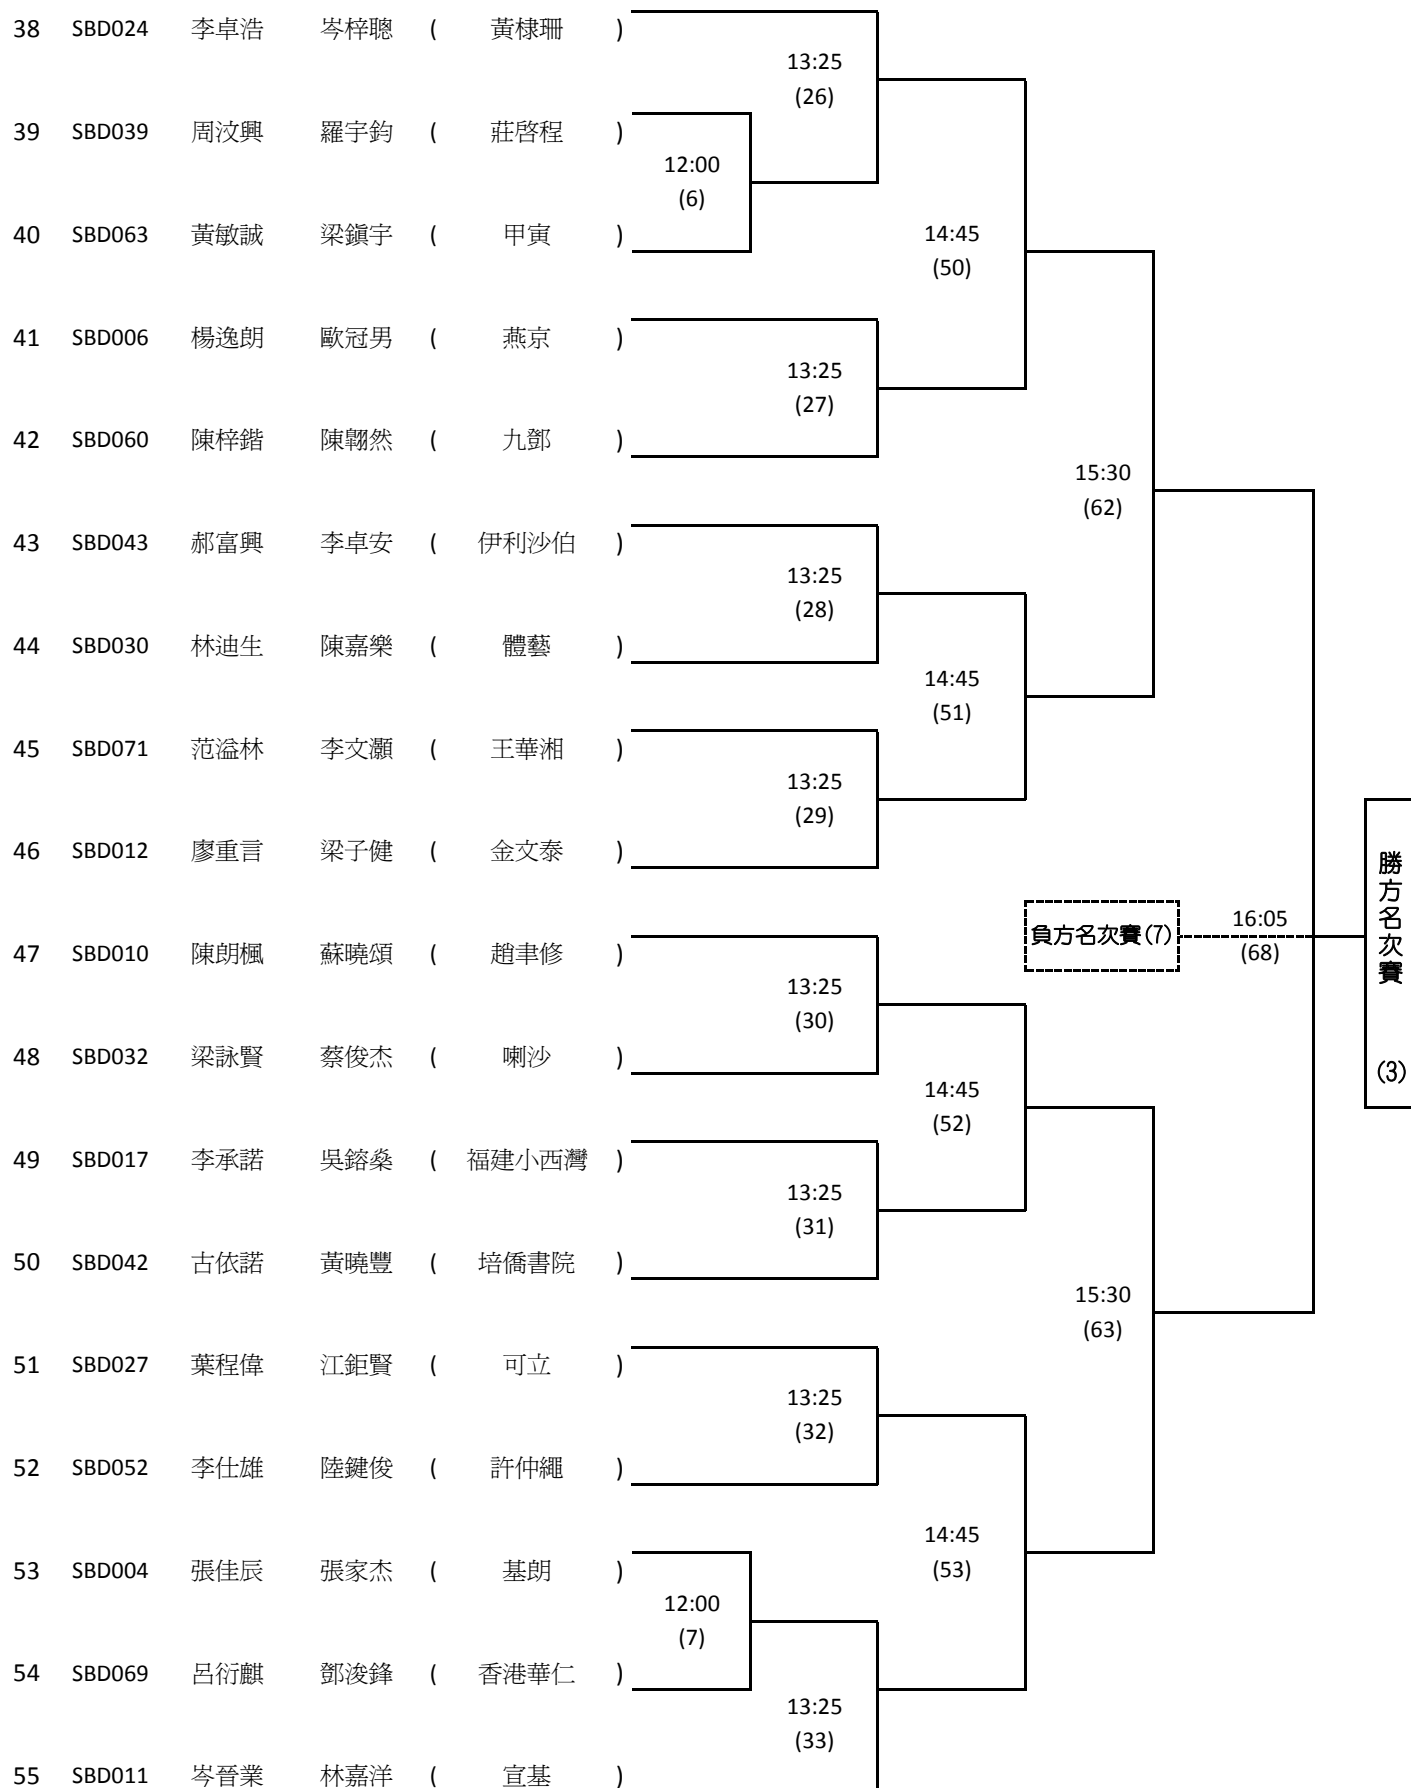 38 SBD024 李卓浩 岑梓聰 ( 黃棣珊 )
13:25
(26)
39 SBD039 周汶興 羅宇鈞 ( 莊啓程 )
12:00
(6)
40 SBD063 黃敏誠 梁鎭宇 ( 甲寅 )
14:45
(50)
41 SBD006 楊逸朗 歐冠男 ( 燕京 )
13:25
(27)
42 SBD060 陳梓鍇 陳翺然 ( 九鄧 )
15:30
(62)
43 SBD043 郝富興 李卓安 ( 伊利沙伯 )
13:25
(28)
44 SBD030 林迪生 陳嘉樂 ( 體藝 )
14:45
(51)
45 SBD071 范溢林 李文灝 ( 王華湘 )
13:25
(29)
46 SBD012 廖重言 梁子健 ( 金文泰 )
勝方名次賽 (3)
負方名次賽(7)
16:05
(68)
47 SBD010 陳朗楓 蘇曉頌 ( 趙聿修 )
13:25
(30)
48 SBD032 梁詠賢 蔡俊杰 ( 喇沙 )
14:45
(52)
49 SBD017 李承諾 吳鎔燊 ( 福建小西灣 )
13:25
(31)
50 SBD042 古依諾 黃曉豐 ( 培僑書院 )
15:30
(63)
51 SBD027 葉程偉 江鉅賢 ( 可立 )
13:25
(32)
52 SBD052 李仕雄 陸鍵俊 ( 許仲繩 )
14:45
(53)
53 SBD004 張佳辰 張家杰 ( 基朗 )
12:00
(7)
54 SBD069 呂衍麒 鄧浚鋒 ( 香港華仁 )
13:25
(33)
55 SBD011 岑晉業 林嘉洋 ( 宣基 )